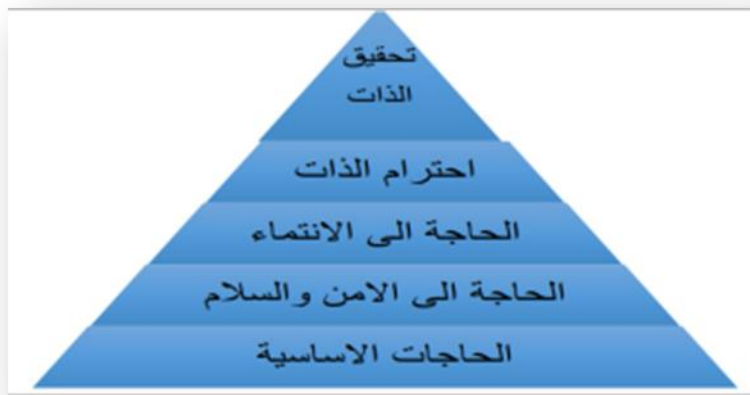 تحقيق
الذات
احترام الذات
الحاجة الى الانتماء
الحاجة الى الامن والسلام
الحاجات الاساسية